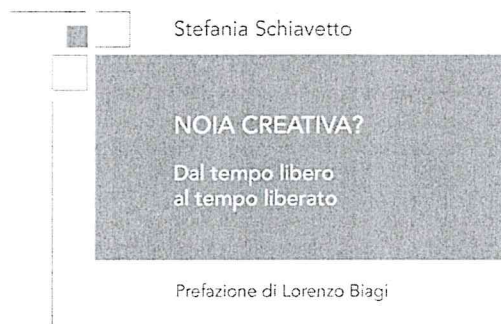 Stefania Schiavetto
NOIA CREATIVA?
Dal tempo libero
al tempo liberato
Prefazione di Lorenzo Biagi